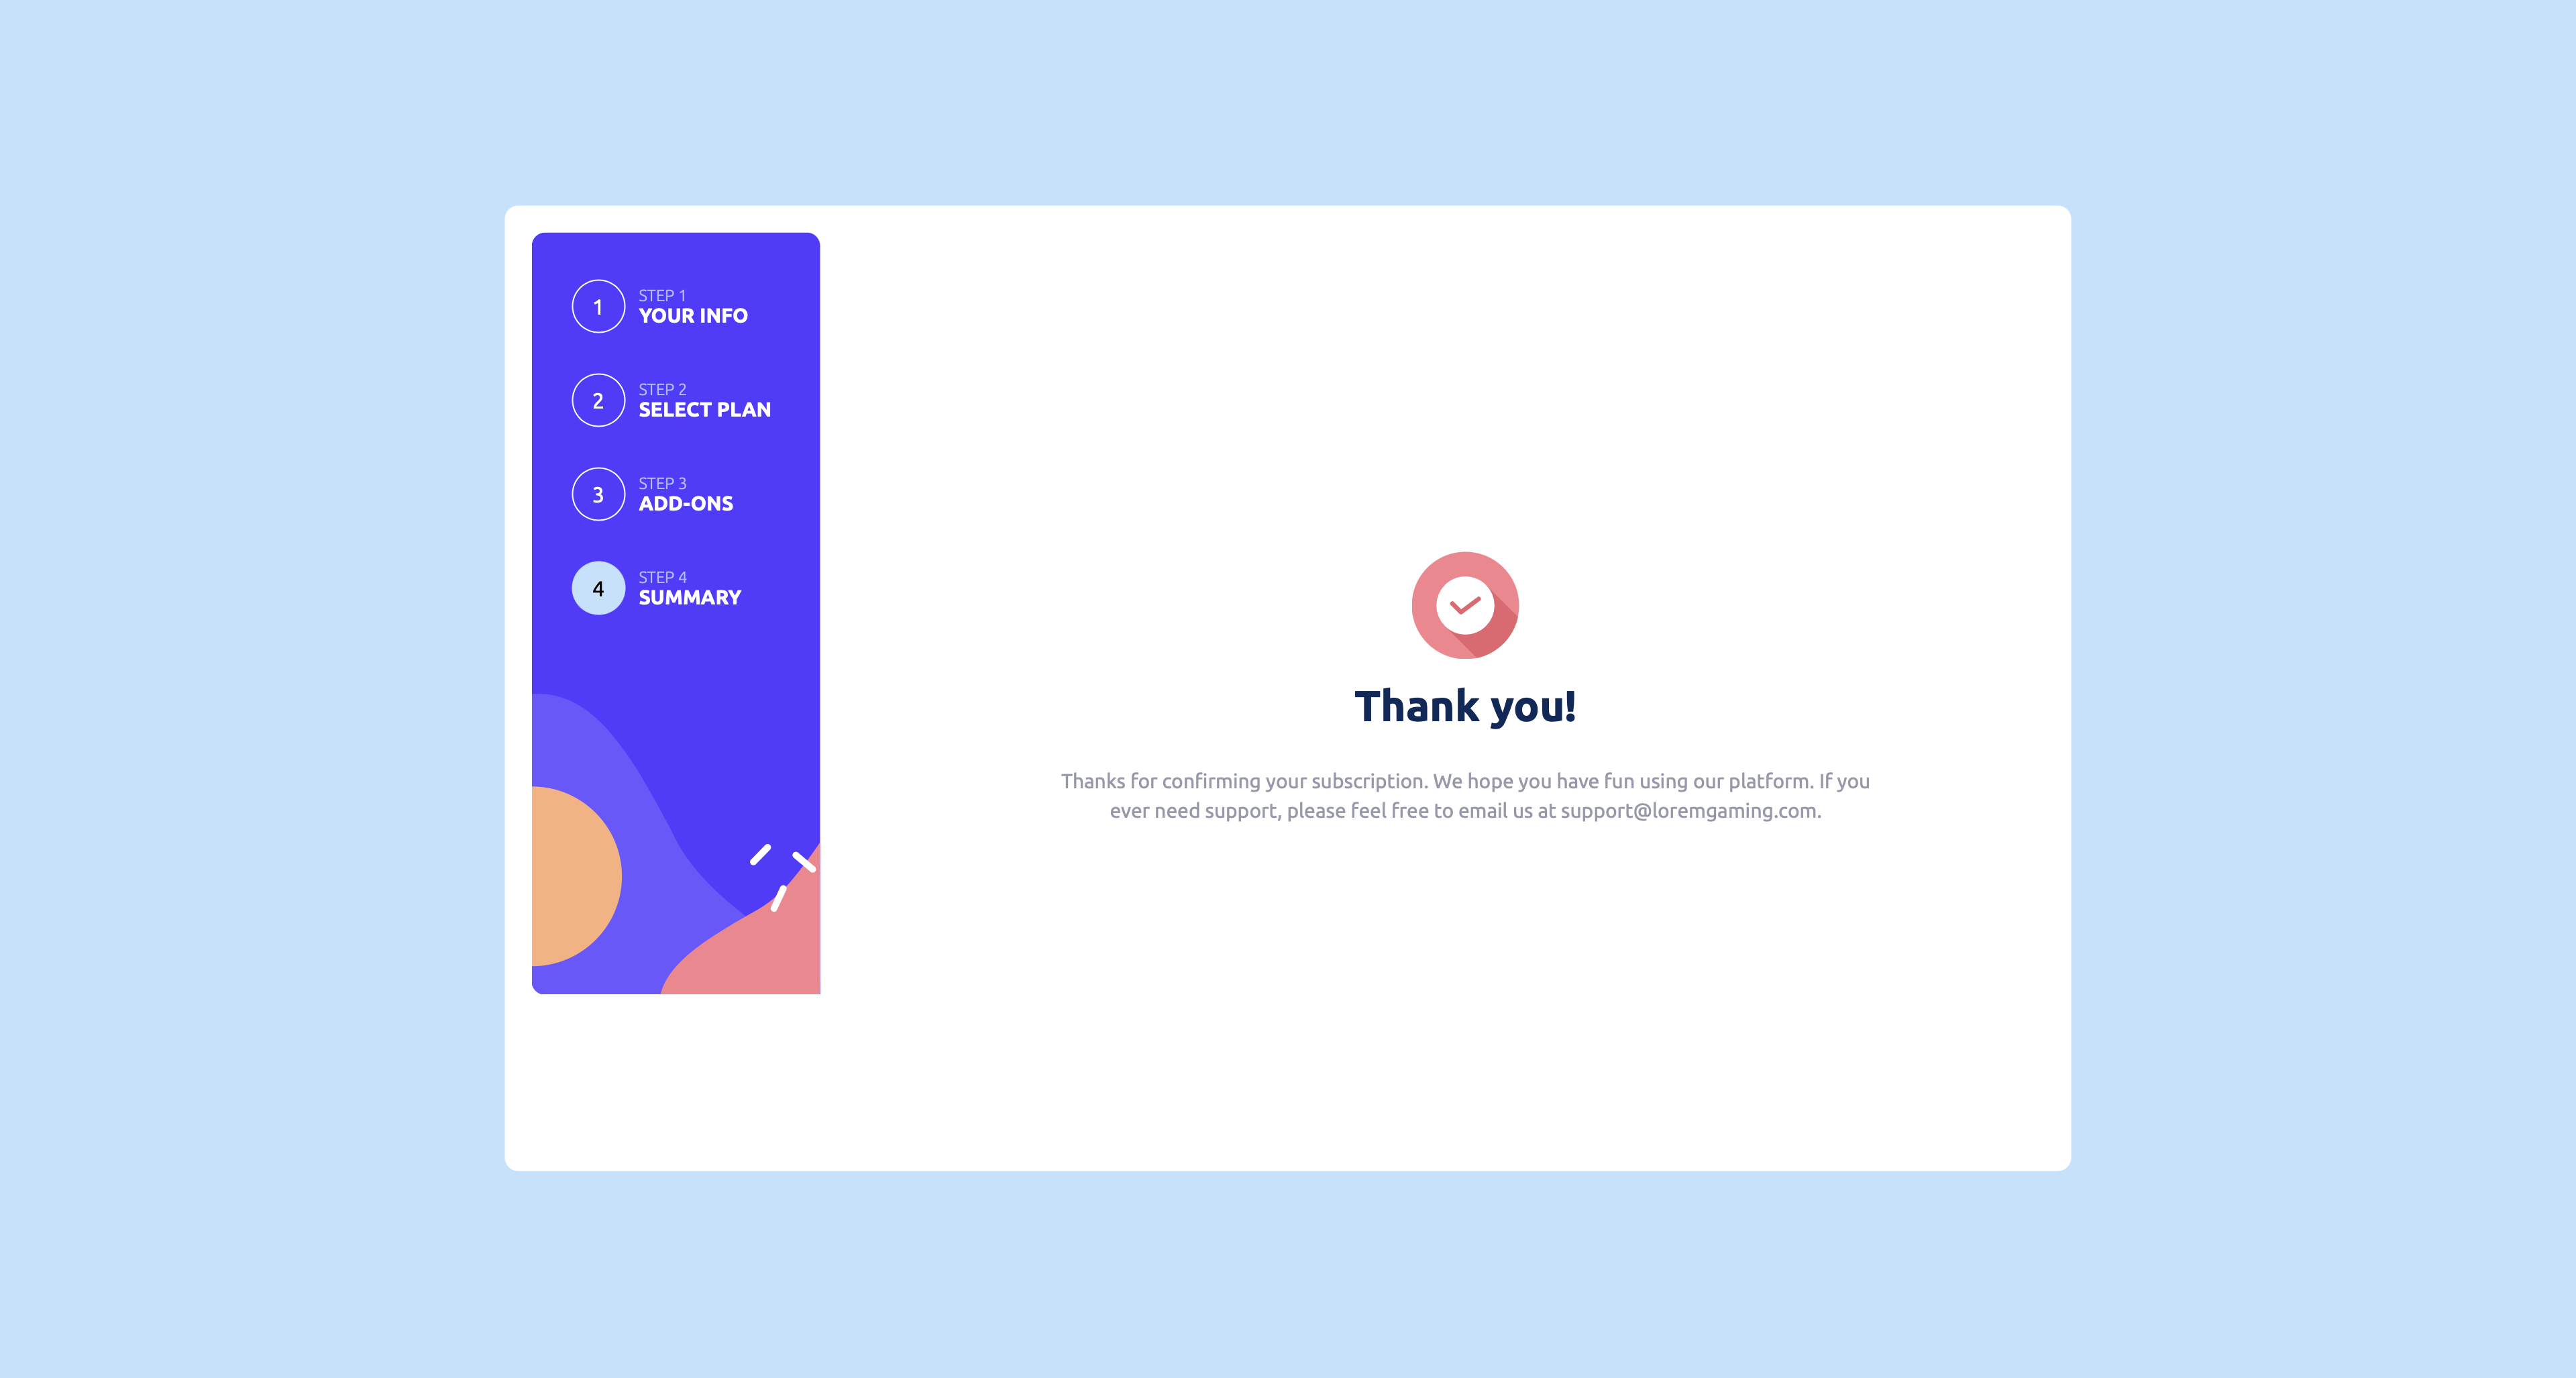 1
STEP 1
YOUR INFO
2
STEP 2
SELECT PLAN
3
STEP 3
ADD-ONS
4
STEP 4
SUMMARY
Thank you!
Thanks for confirming your subscription. We hope you have fun using our platform. If you
ever need support, please feel free to email us at support@loremgaming.com.